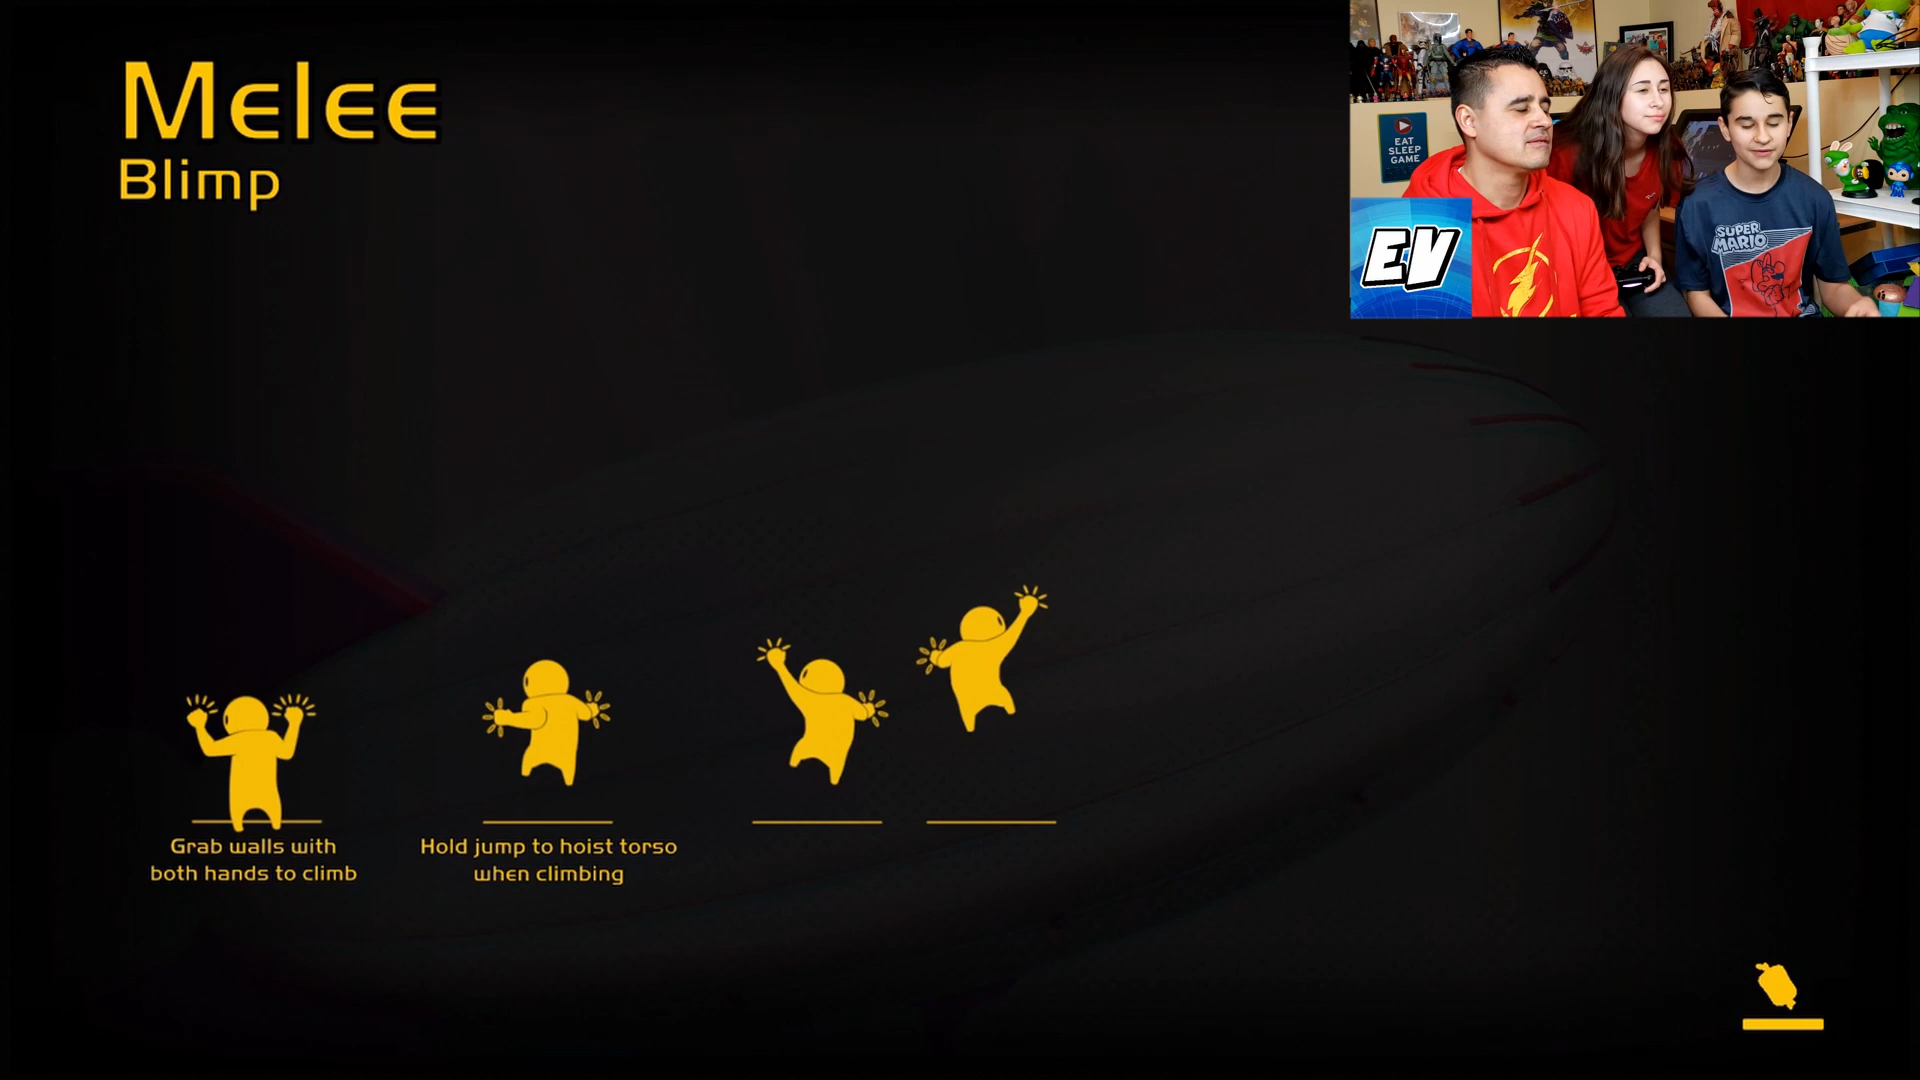 Melee
Blimp
EAT
SLEEP
GAME
EV
SUPER
MARIO
Grab walls with
both hands to climb
Hold jump to hoist torso
when climbing